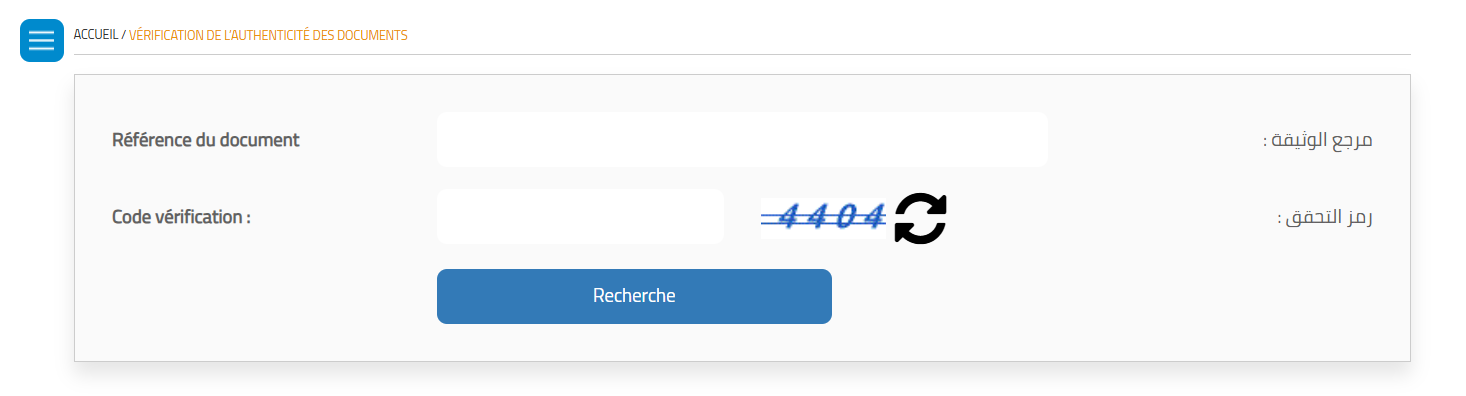 ACCUEIL / VÉRIFICATION DE L'AUTHENTICITÉ DES DOCUMENTS
Référence du document
مرجع الوثيقة :
Code vérification :
4404
رمز التحقق :
Recherche